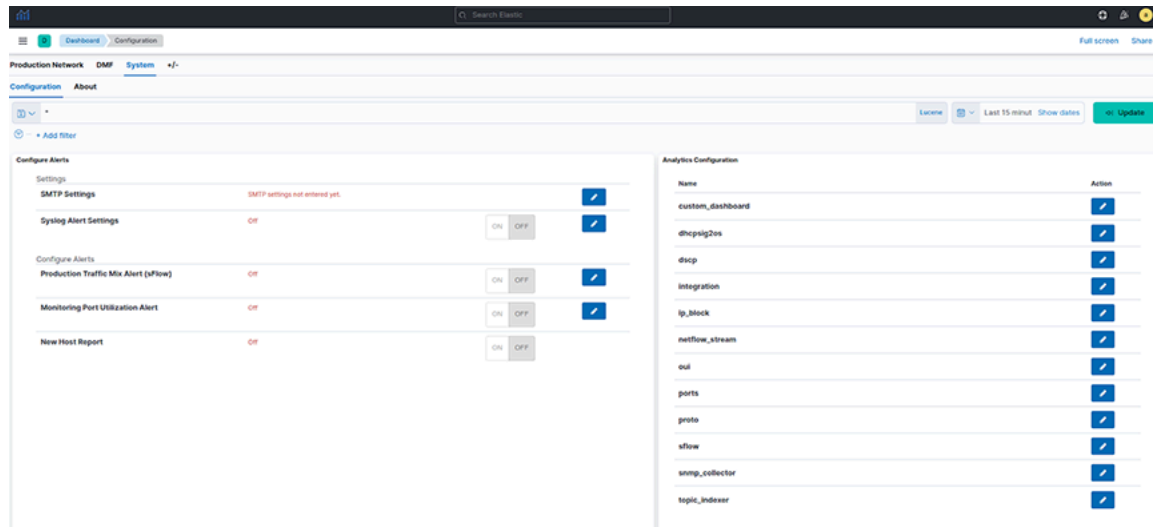 Search Elastic
D Dashboard Configuration Full screen Share
Production Network DMF System +/-
Configuration About
* Lucene Last 15 minut Show dates Update
+ Add filter
Configure Alerts
Settings
SMTP Settings SMTP settings not entered yet.
Syslog Alert Settings Off ON OFF
Configure Alerts
Production Traffic Mix Alert (sFlow) Off ON OFF
Monitoring Port Utilization Alert Off ON OFF
New Host Report Off ON OFF
Analytics Configuration
Name Action
custom_dashboard
dhcpsig2os
dscp
integration
ip_block
netflow_stream
oui
ports
proto
sflow
snmp_collector
topic_indexer